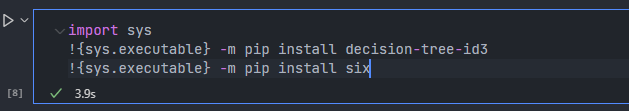 import sys
!{sys.executable} -m pip install decision-tree-id3
!{sys.executable} -m pip install six
[8]
3.9s